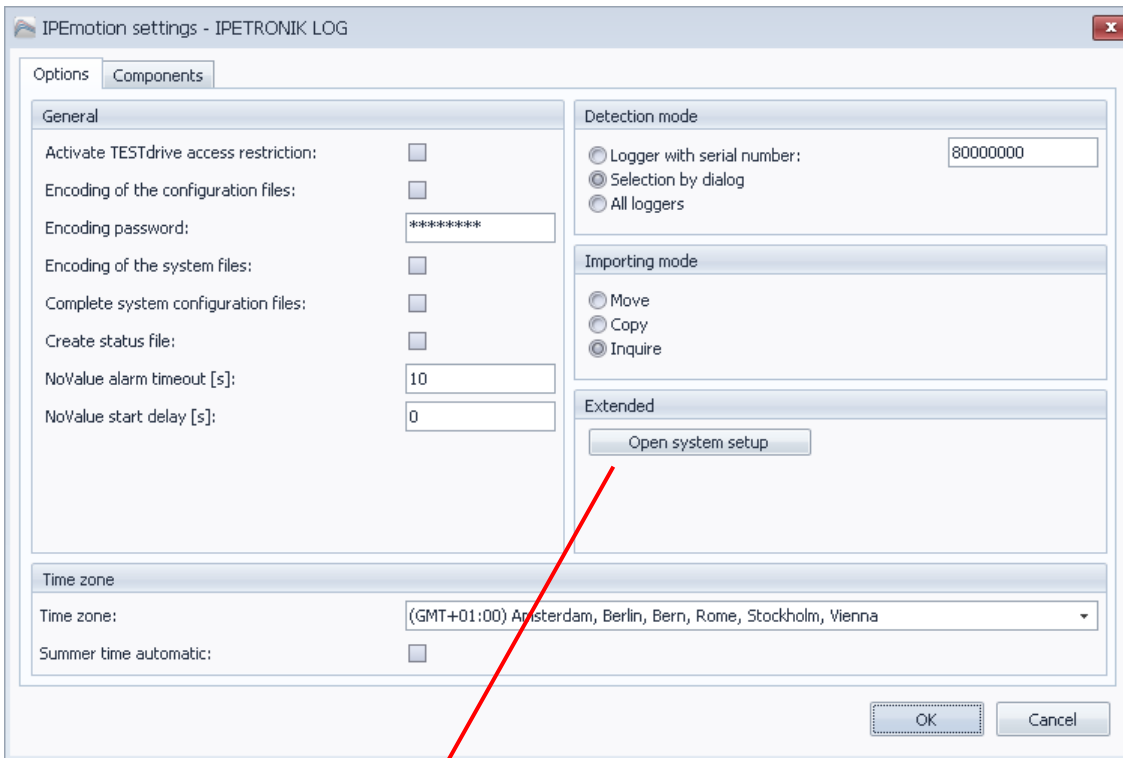 IPEmotion settings - IPETRONIK LOG
Options
Components
General
Activate TESTdrive access restriction:
Encoding of the configuration files:
Encoding password:
********
Encoding of the system files:
Complete system configuration files:
Create status file:
NoValue alarm timeout [s]:
10
NoValue start delay [s]:
0
Detection mode
Logger with serial number:
80000000
Selection by dialog
All loggers
Importing mode
Move
Copy
Inquire
Extended
Open system setup
Time zone
Time zone:
(GMT+01:00) Amsterdam, Berlin, Bern, Rome, Stockholm, Vienna
Summer time automatic:
OK
Cancel